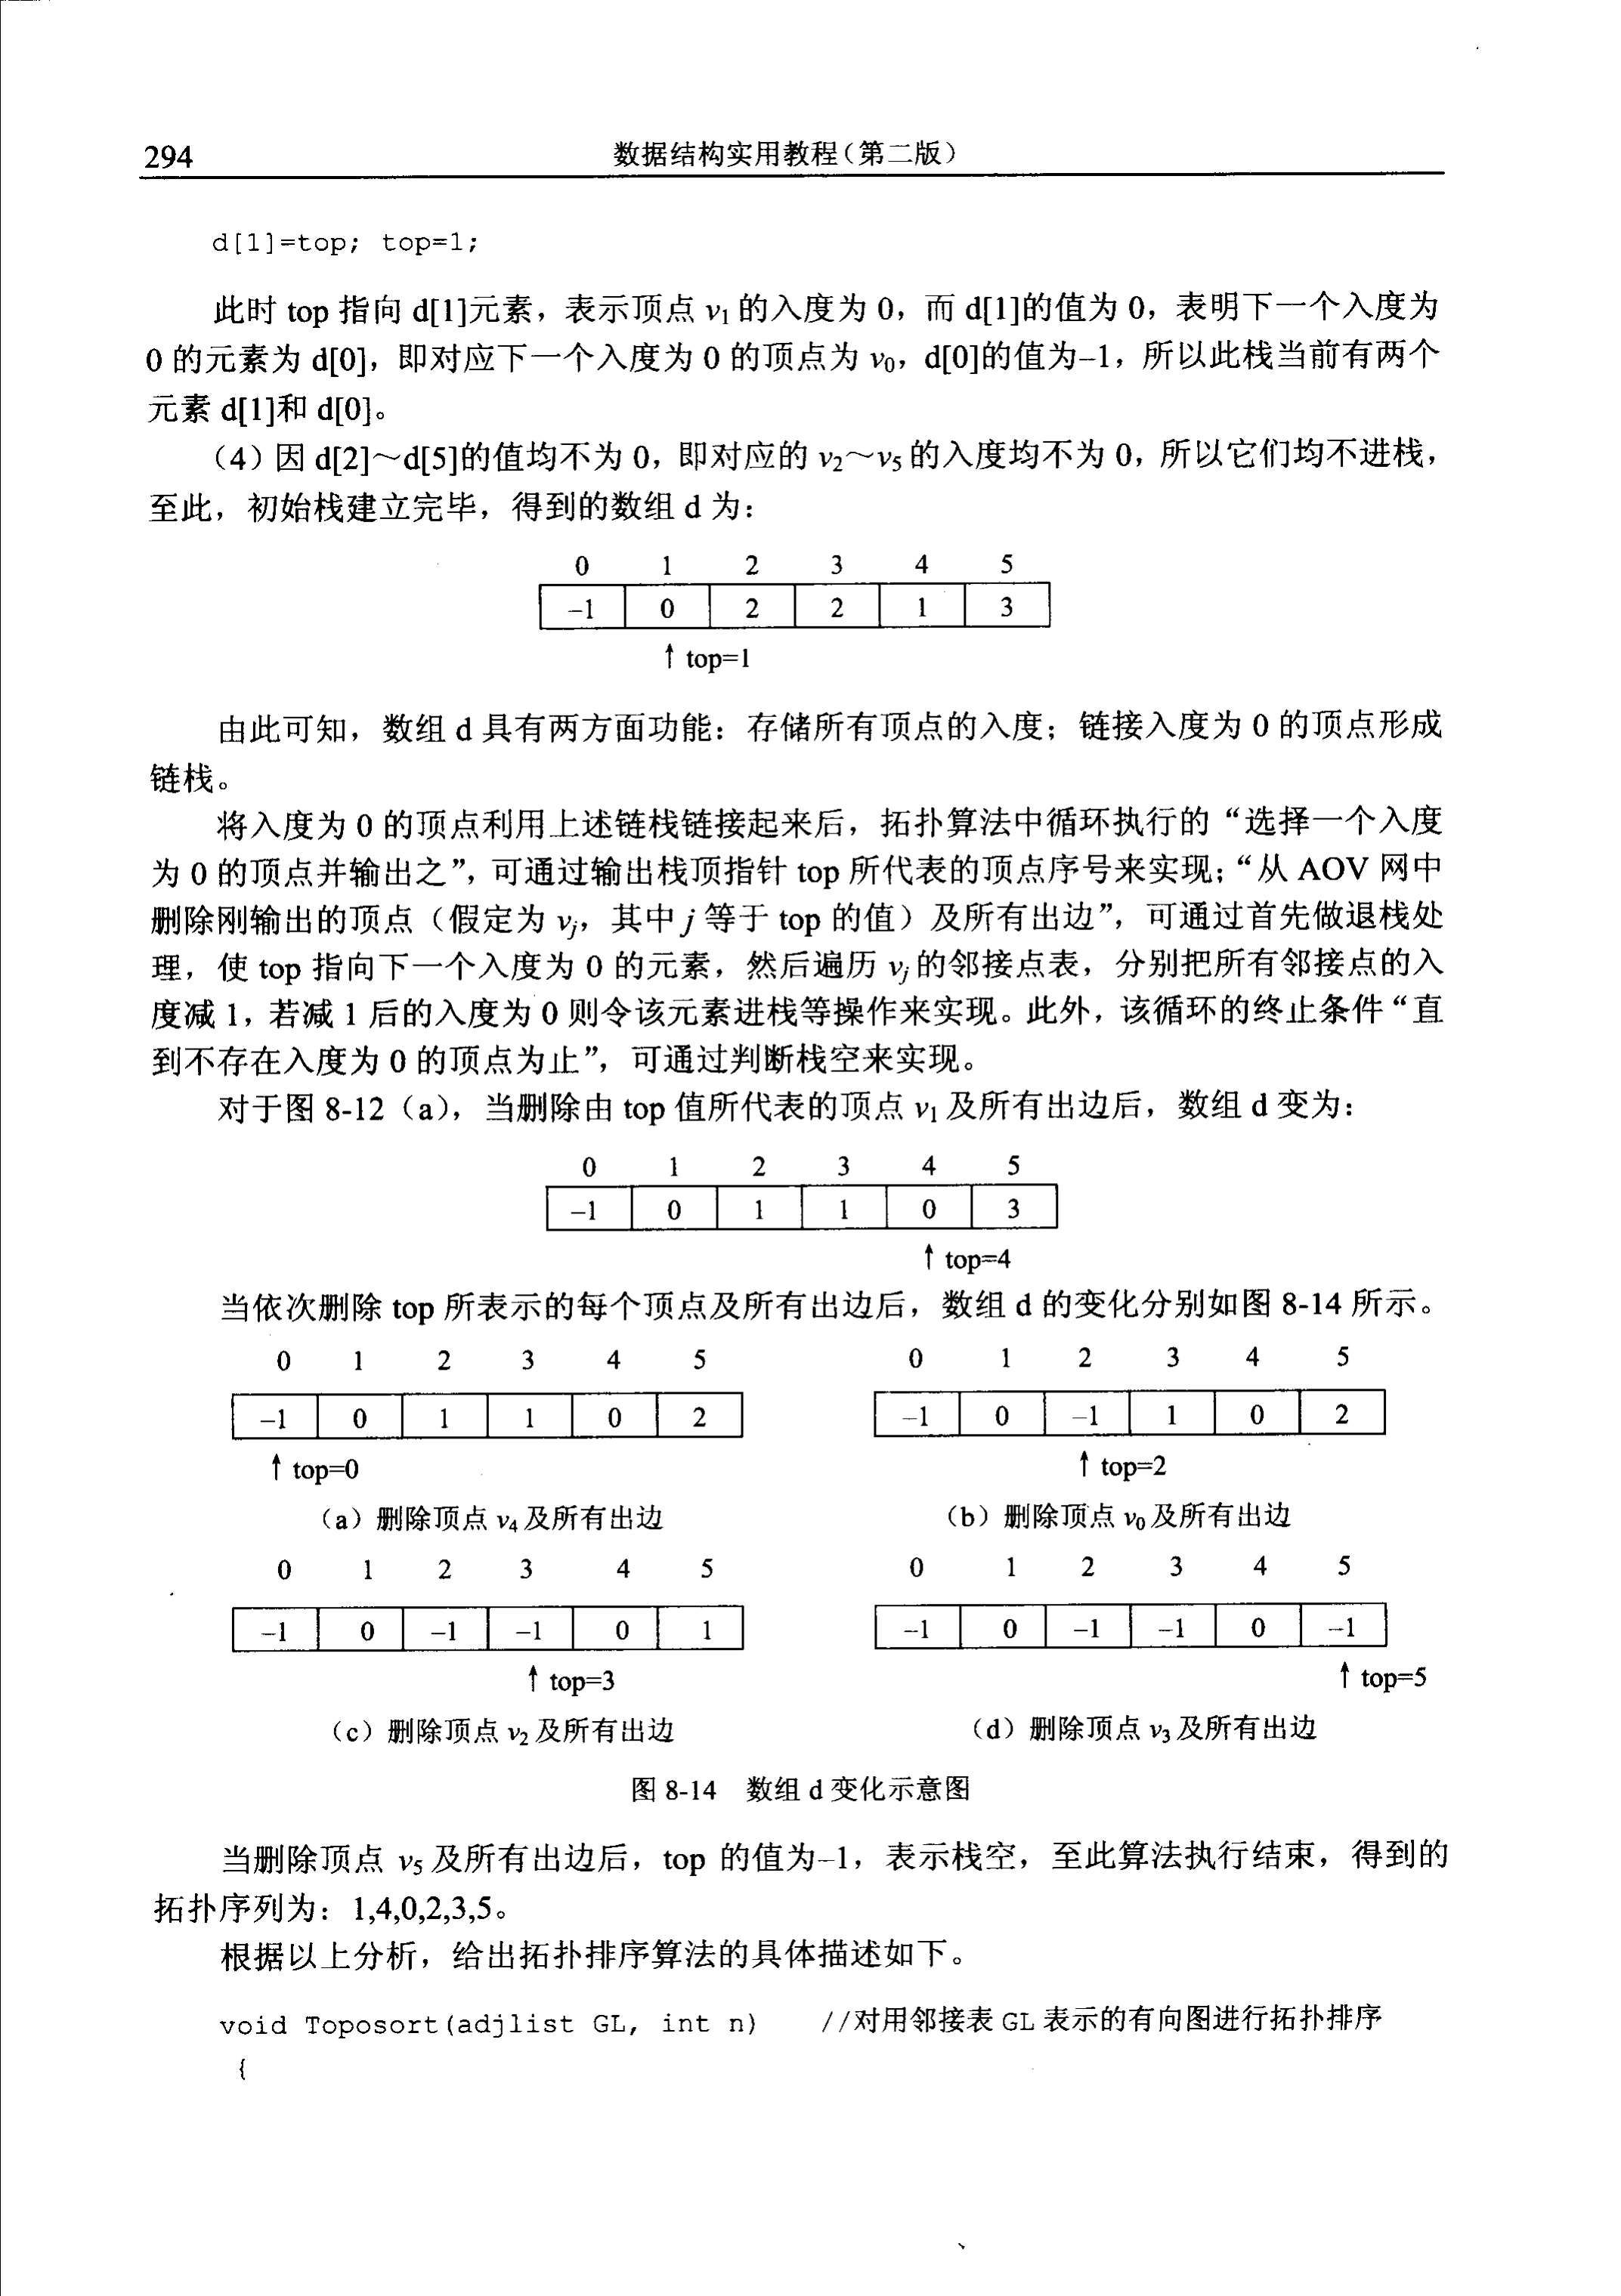 294 数据结构实用教程(第二版)
d[1]=top; top=1;
此时 top 指向 d[1]元素，表示顶点 v1 的入度为 0，而 d[1]的值为 0，表明下一个入度为
0 的元素为 d[0]，即对应下一个入度为 0 的顶点为 v0，d[0]的值为–1，所以此栈当前有两个
元素 d[1]和 d[0]。
（4）因 d[2]～d[5]的值均不为 0，即对应的 v2～v5 的入度均不为 0，所以它们均不进栈，
至此，初始栈建立完毕，得到的数组 d 为：
0 1 2 3 4 5
–1 0 2 2 1 3
↑ top=1
由此可知，数组 d 具有两方面功能：存储所有顶点的入度；链接入度为 0 的顶点形成
链栈。
将入度为 0 的顶点利用上述链栈链接起来后，拓扑算法中循环执行的“选择一个入度
为 0 的顶点并输出之”，可通过输出栈顶指针 top 所代表的顶点序号来实现；“从 AOV 网中
删除刚输出的顶点（假定为 vj，其中 j 等于 top 的值）及所有出边”，可通过首先做退栈处
理，使 top 指向下一个入度为 0 的元素，然后遍历 vj 的邻接点表，分别把所有邻接点的入
度减 1，若减 1 后的入度为 0 则令该元素进栈等操作来实现。此外，该循环的终止条件“直
到不存在入度为 0 的顶点为止”，可通过判断栈空来实现。
对于图 8-12（a），当删除由 top 值所代表的顶点 v1 及所有出边后，数组 d 变为：
0 1 2 3 4 5
–1 0 1 1 0 3
↑ top=4
当依次删除 top 所表示的每个顶点及所有出边后，数组 d 的变化分别如图 8-14 所示。
0 1 2 3 4 5
–1 0 1 1 0 2
↑ top=0
（a）删除顶点 v4 及所有出边
0 1 2 3 4 5
–1 0 –1 1 0 2
↑ top=2
（b）删除顶点 v0 及所有出边
0 1 2 3 4 5
–1 0 –1 –1 0 1
↑ top=3
（c）删除顶点 v2 及所有出边
0 1 2 3 4 5
–1 0 –1 –1 0 –1
↑ top=5
（d）删除顶点 v3 及所有出边
图 8-14 数组 d 变化示意图
当删除顶点 v5 及所有出边后，top 的值为–1，表示栈空，至此算法执行结束，得到的
拓扑序列为：1,4,0,2,3,5。
根据以上分析，给出拓扑排序算法的具体描述如下。
void Toposort(adjlist GL, int n) //对用邻接表 GL 表示的有向图进行拓扑排序
{